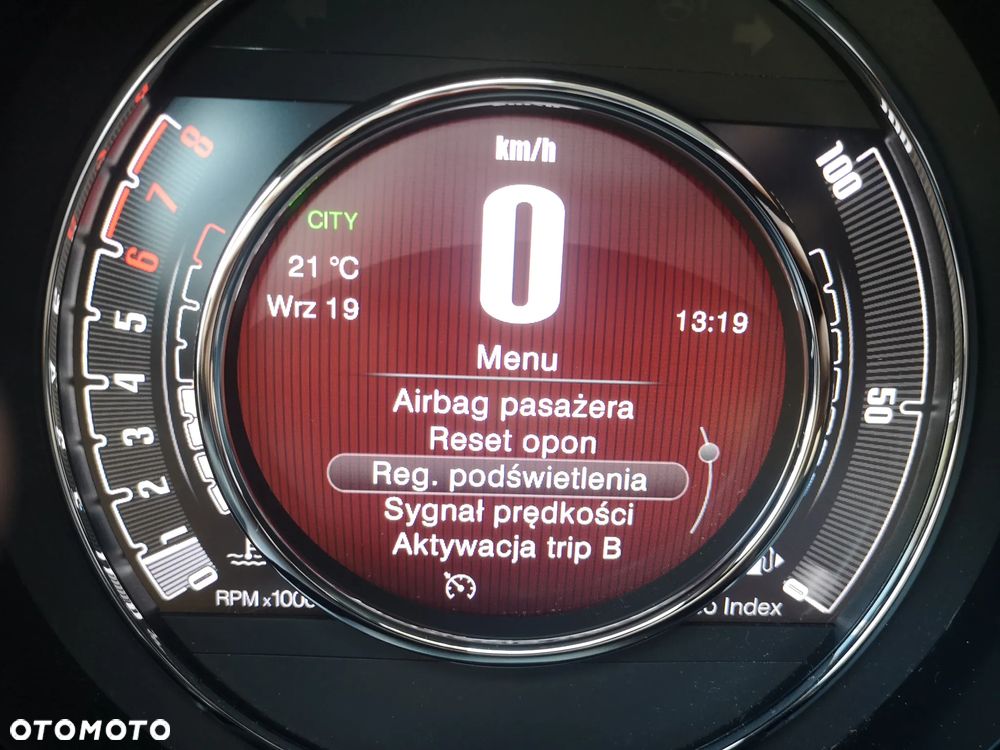 km/h
0
CITY
21 °C
Wrz 19
13:19
Menu
Airbag pasażera
Reset opon
Reg. podświetlenia
Sygnał prędkości
Aktywacja trip B
8
7
6
5
4
3
2
1
0
RPM x1000
100
50
0
Index
OTOMOTO